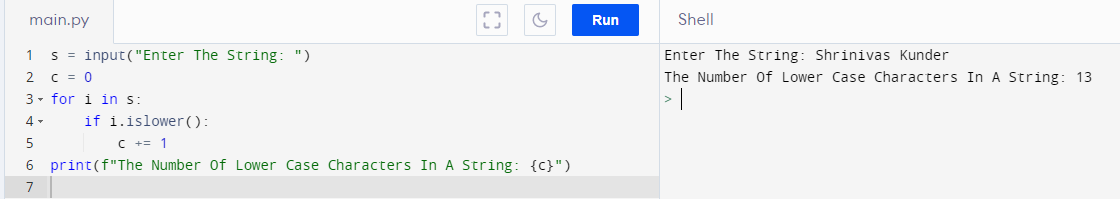 main.py
Run
Shell
1 s = input("Enter The String: ")
2 c = 0
3 for i in s:
4     if i.islower():
5         c += 1
6 print(f"The Number Of Lower Case Characters In A String: {c}")
7
Enter The String: Shrinivas Kunder
The Number Of Lower Case Characters In A String: 13
>